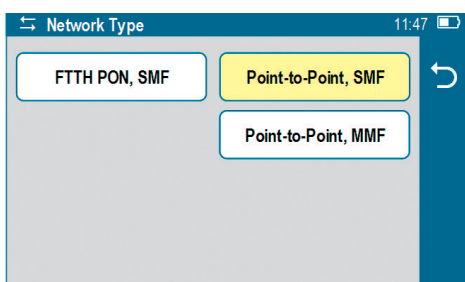 Network Type
11:47
FTTH PON, SMF
Point-to-Point, SMF
Point-to-Point, MMF